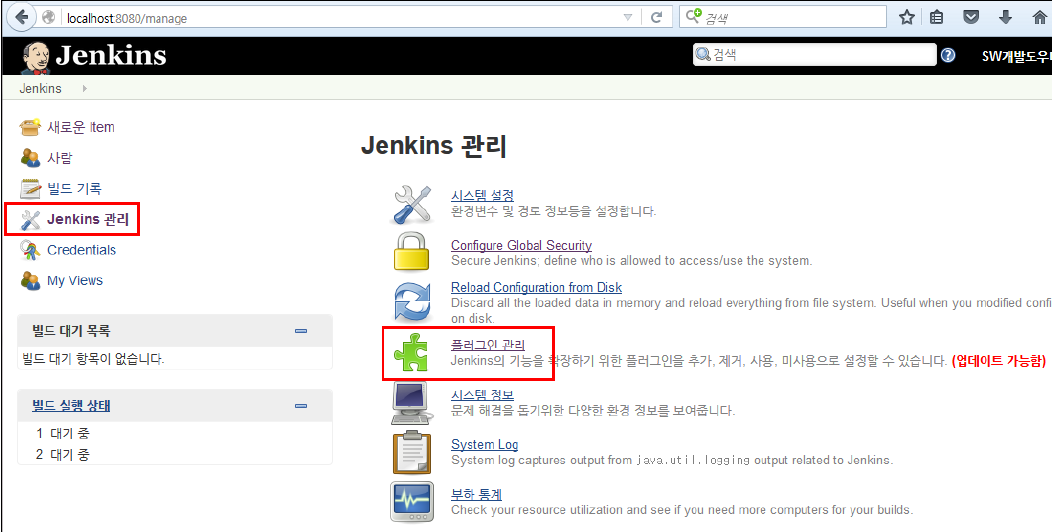 localhost:8080/manage
검색
Jenkins
검색
SW개발도우
Jenkins
새로운 Item
사람
빌드 기록
Jenkins 관리
Credentials
My Views
빌드 대기 목록
빌드 대기 항목이 없습니다.
빌드 실행 상태
1 대기 중
2 대기 중
Jenkins 관리
시스템 설정
환경변수 및 경로 정보등을 설정합니다.
Configure Global Security
Secure Jenkins; define who is allowed to access/use the system.
Reload Configuration from Disk
Discard all the loaded data in memory and reload everything from file system. Useful when you modified confi
on disk.
플러그인 관리
Jenkins의 기능을 확장하기 위한 플러그인을 추가, 제거, 사용, 미사용으로 설정할 수 있습니다. (업데이트 가능함)
시스템 정보
문제 해결을 돕기위한 다양한 환경 정보를 보여줍니다.
System Log
System log captures output from java.util.logging output related to Jenkins.
부하 통계
Check your resource utilization and see if you need more computers for your builds.